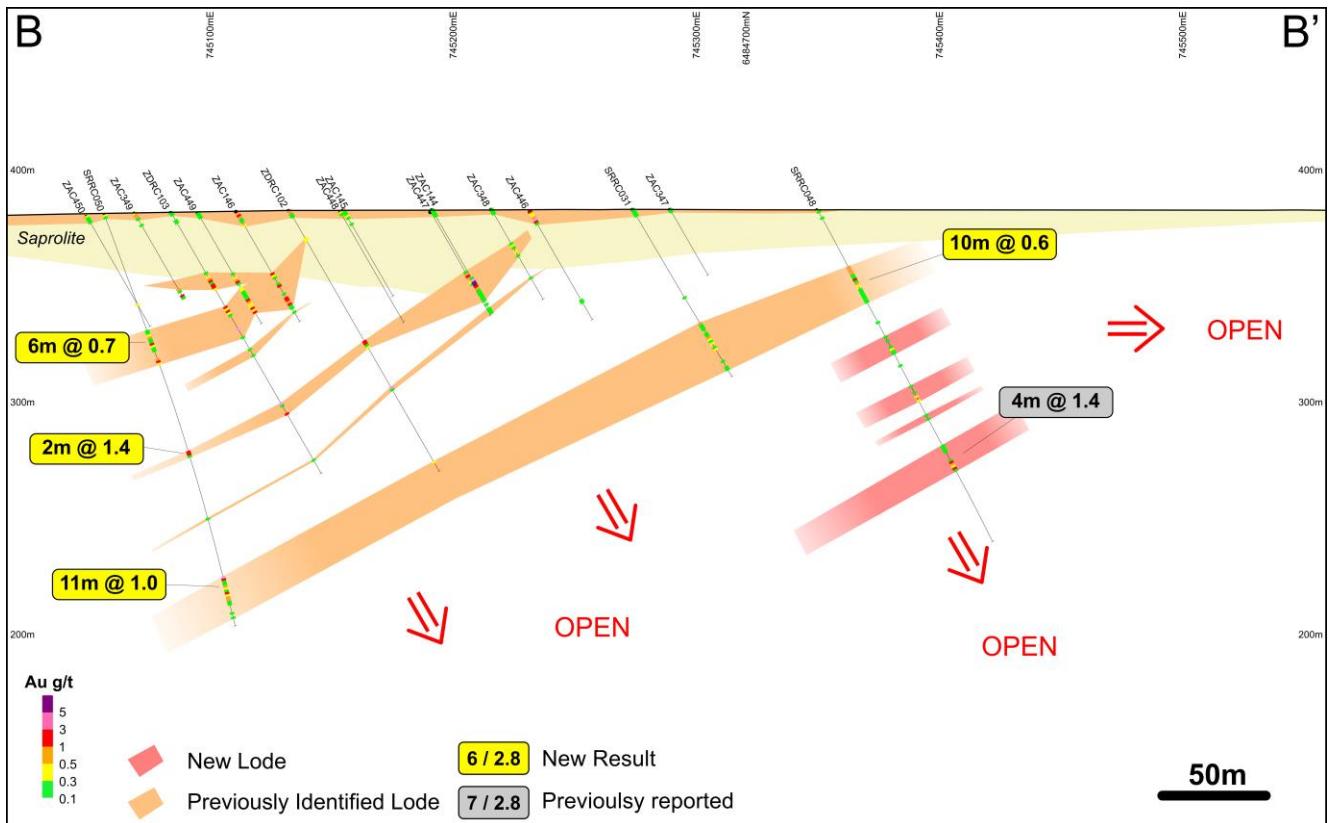 B
B'
745100mE
745200mE
745300mE
6484700mN
745400mE
745500mE
400m
400m
ZAC450
SRRC050
ZAC349
ZDRC103
ZAC449
ZAC146
ZDRC102
ZAC145
ZAC448
ZAC144
ZAC447
ZAC348
ZAC446
SRRC031
ZAC347
SRRC048
Saprolite
10m @ 0.6
6m @ 0.7
OPEN
300m
300m
4m @ 1.4
2m @ 1.4
11m @ 1.0
OPEN
OPEN
200m
200m
Au g/t
5
3
1
0.5
0.3
0.1
New Lode
Previously Identified Lode
6 / 2.8
New Result
7 / 2.8
Previoulsy reported
50m